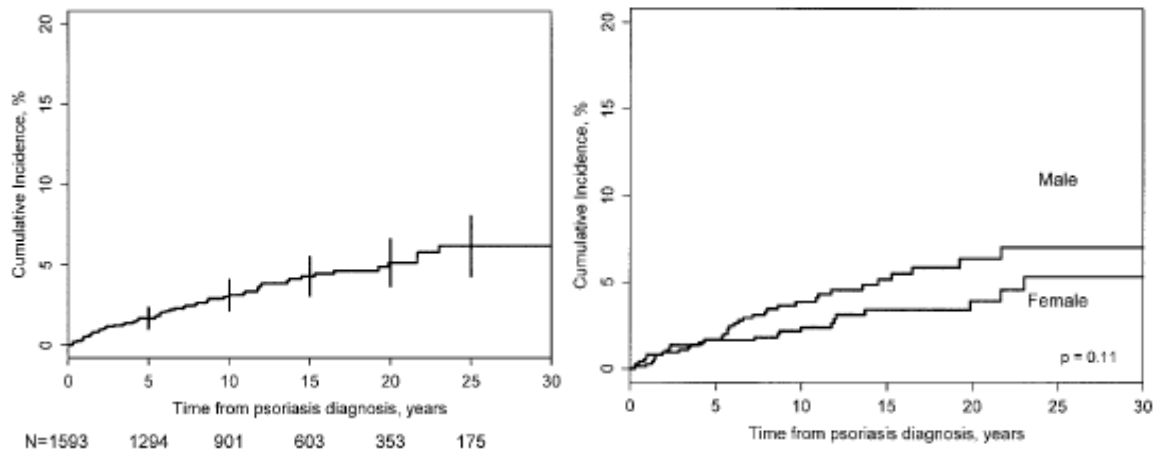 20
15
10
5
0
Cumulative Incidence, %
0 5 10 15 20 25 30
Time from psoriasis diagnosis, years
N=1593 1294 901 603 353 175
20
15
10
5
0
Cumulative Incidence, %
Male
Female
p = 0.11
0 5 10 15 20 25 30
Time from psoriasis diagnosis, years